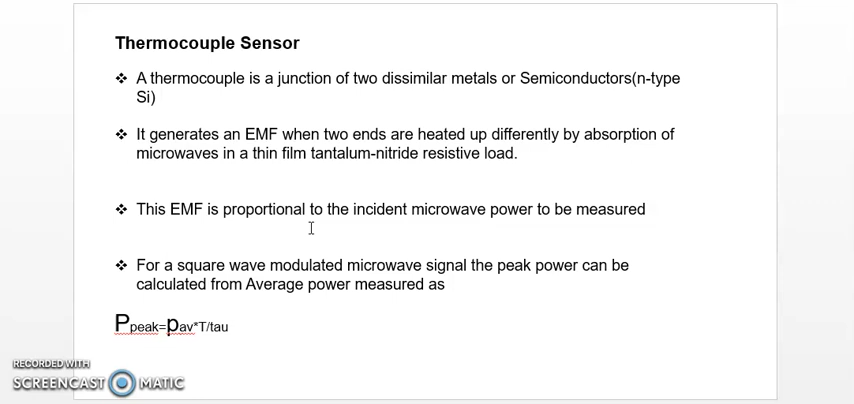 Thermocouple Sensor
❖ A thermocouple is a junction of two dissimilar metals or Semiconductors(n-type
Si)
❖ It generates an EMF when two ends are heated up differently by absorption of
microwaves in a thin film tantalum-nitride resistive load.
❖ This EMF is proportional to the incident microwave power to be measured
❖ For a square wave modulated microwave signal the peak power can be
calculated from Average power measured as
Ppeak=pav*T/tau
RECORDED WITH
SCREENCAST MATIC